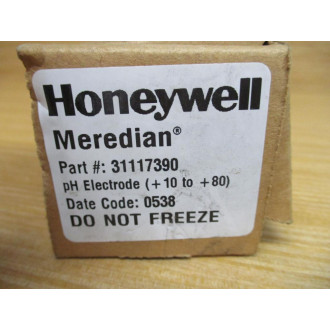 Honeywell
Meredian®
Part #: 31117390
pH Electrode (+10 to +80)
Date Code: 0538
DO NOT FREEZE